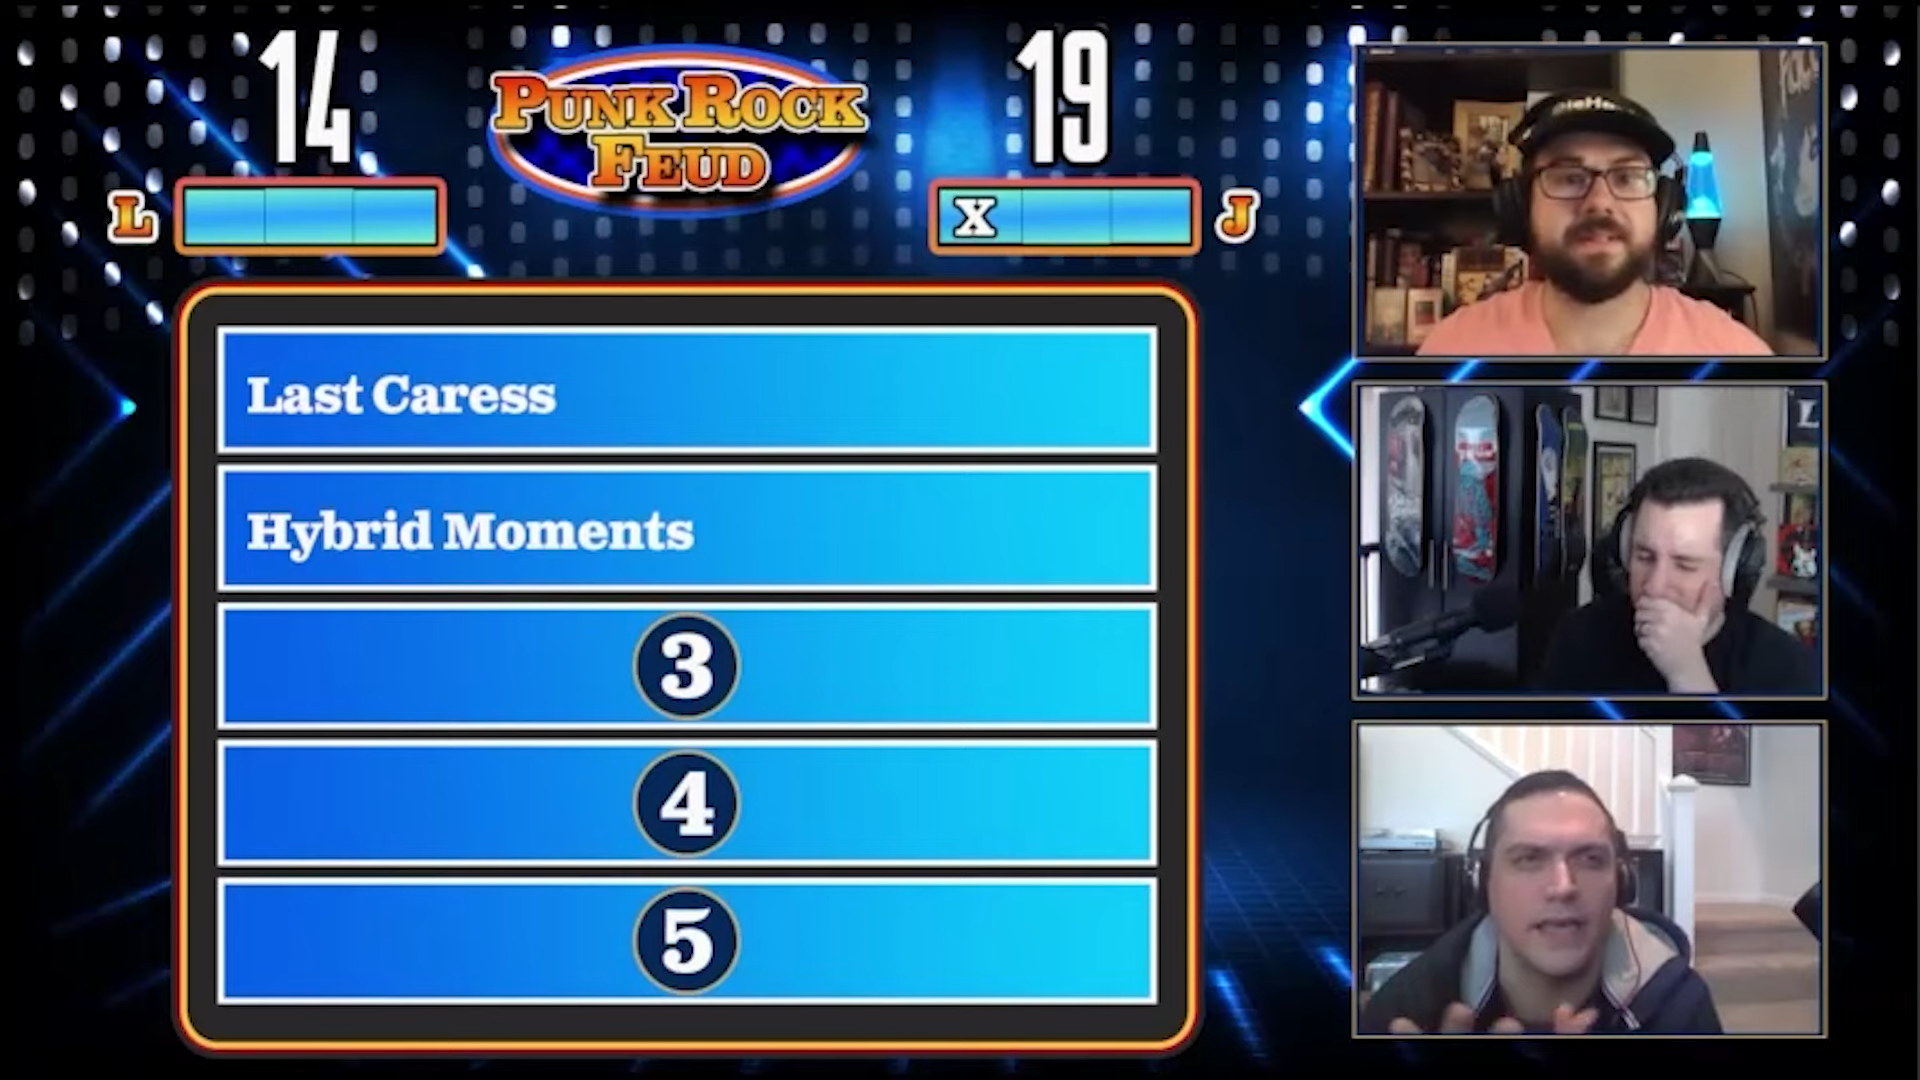 14
PUNK ROCK
FEUD
19
L
X
J
Last Caress
Hybrid Moments
3
4
5